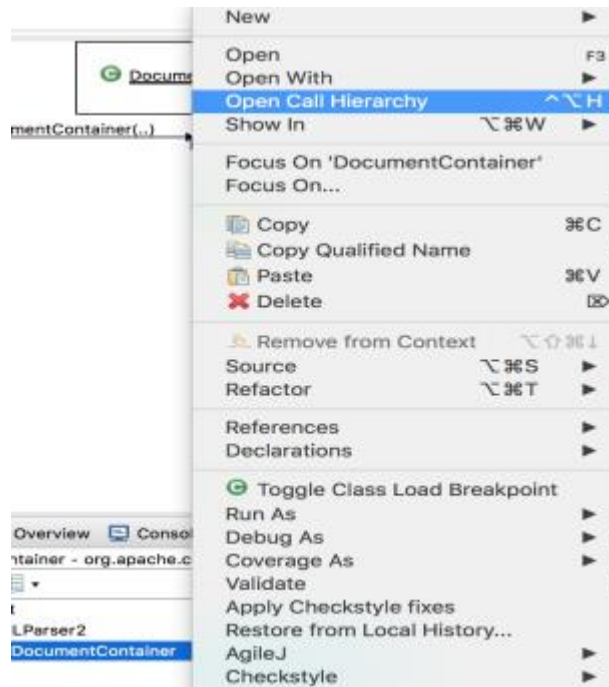 New
Open F3
Open With
Open Call Hierarchy ^⌥H
Show In ⌥⌘W
Focus On 'DocumentContainer'
Focus On...
Copy ⌘C
Copy Qualified Name
Paste ⌘V
Delete ⌦
Remove from Context ⌥⇧⌘↓
Source ⌥⌘S
Refactor ⌥⌘T
References
Declarations
Toggle Class Load Breakpoint
Run As
Debug As
Coverage As
Validate
Apply Checkstyle fixes
Restore from Local History...
AgileJ
Checkstyle
Docume
mentContainer(..)
Overview Consol
ntainer - org.apache.c
t
LParser2
DocumentContainer